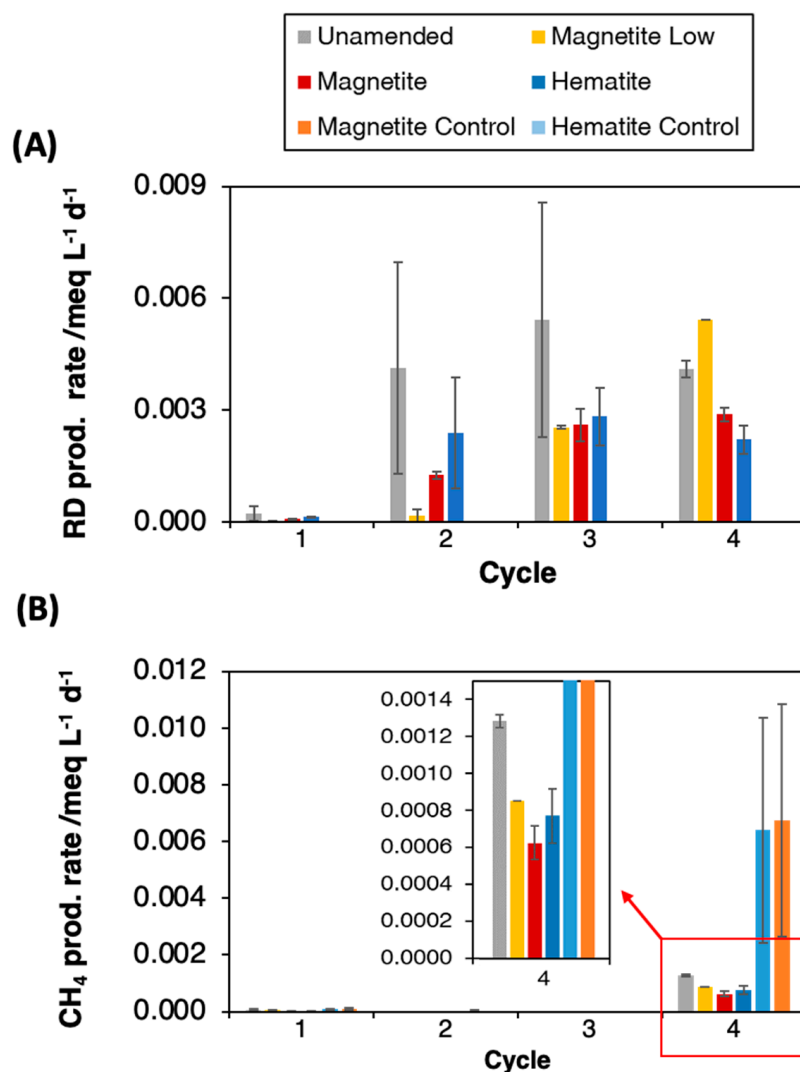 Unamended Magnetite Low
Magnetite Hematite
Magnetite Control Hematite Control
(A)
RD prod. rate /meq L⁻¹ d⁻¹
0.009
0.006
0.003
0.000
1 2 3 4
Cycle
(B)
CH₄ prod. rate /meq L⁻¹ d⁻¹
0.012
0.010
0.008
0.006
0.004
0.002
0.000
0.0014
0.0012
0.0010
0.0008
0.0006
0.0004
0.0002
0.0000
4
1 2 3 4
Cycle